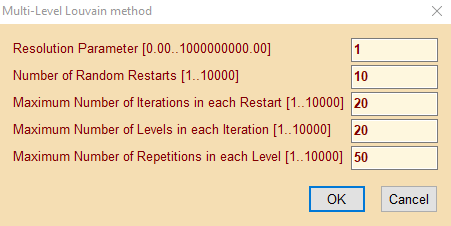 Multi-Level Louvain method
Resolution Parameter [0.00..1000000000.00] 1
Number of Random Restarts [1..10000] 10
Maximum Number of Iterations in each Restart [1..10000] 20
Maximum Number of Levels in each Iteration [1..10000] 20
Maximum Number of Repetitions in each Level [1..10000] 50
OK Cancel